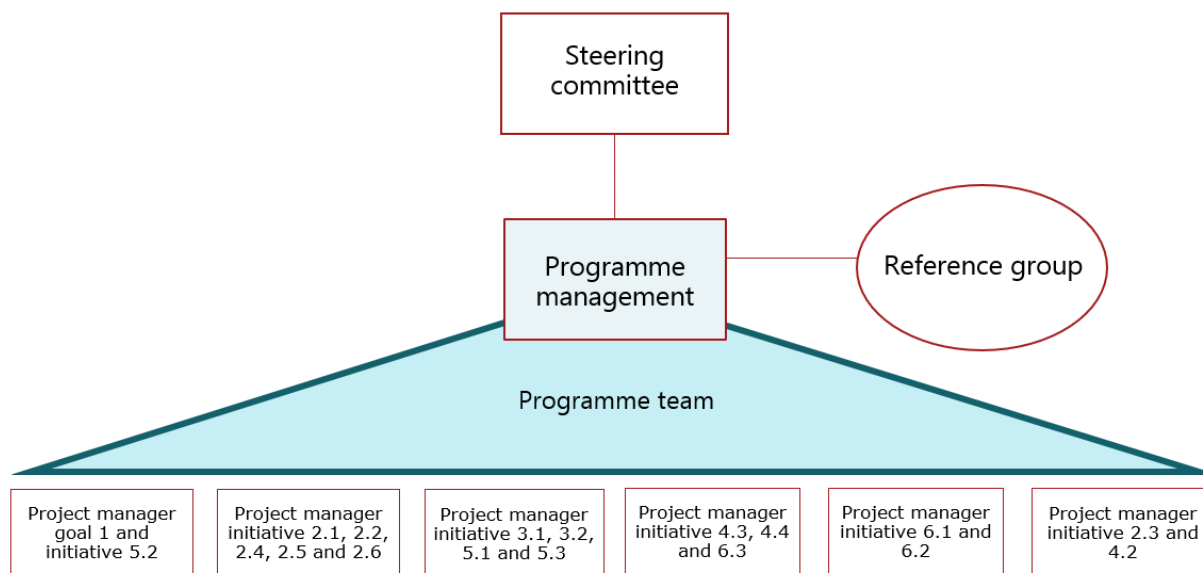 Steering
committee
Programme
management
Reference group
Programme team
Project manager
goal 1 and
initiative 5.2
Project manager
initiative 2.1, 2.2,
2.4, 2.5 and 2.6
Project manager
initiative 3.1, 3.2,
5.1 and 5.3
Project manager
initiative 4.3, 4.4
and 6.3
Project manager
initiative 6.1 and
6.2
Project manager
initiative 2.3 and
4.2